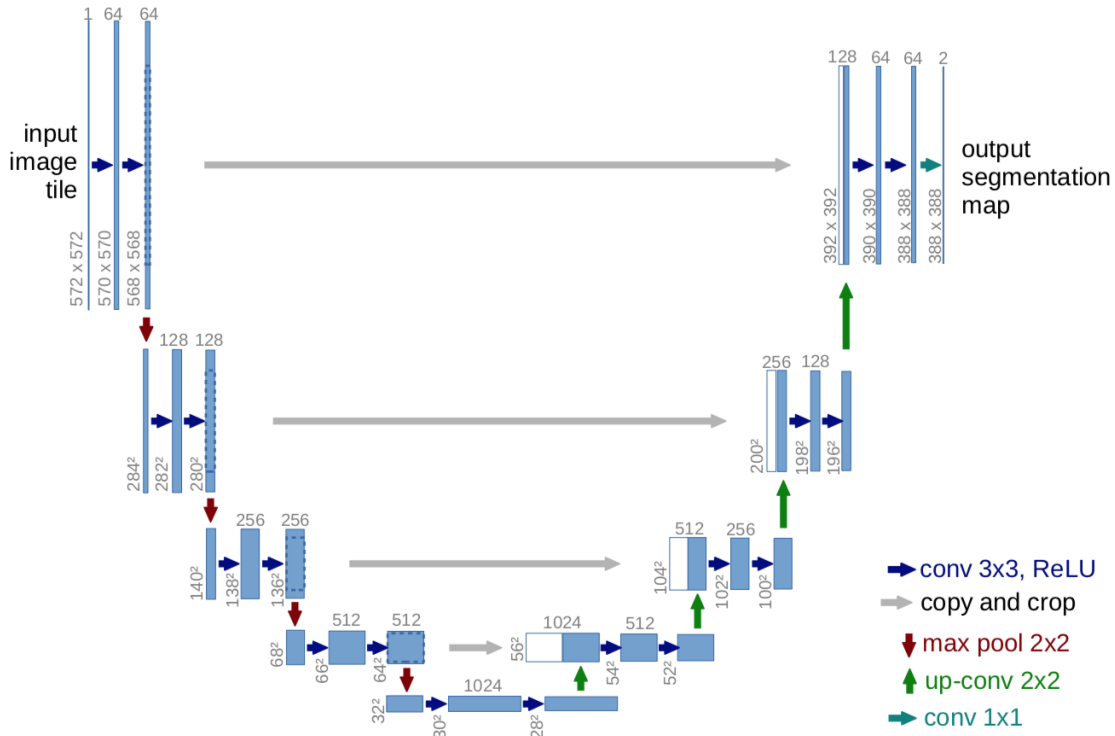 1 64 64
input
image
tile
572 x 572
570 x 570
568 x 568
128 64 64 2
output
segmentation
map
392 x 392
390 x 390
388 x 388
388 x 388
128 128
284²
282²
280²
256 128
200²
198²
196²
256 256
140²
138²
136²
512 256
104²
102²
100²
512 512
68²
66²
64²
1024 512
56²
54²
52²
1024
32²
30²
28²
conv 3x3, ReLU
copy and crop
max pool 2x2
up-conv 2x2
conv 1x1